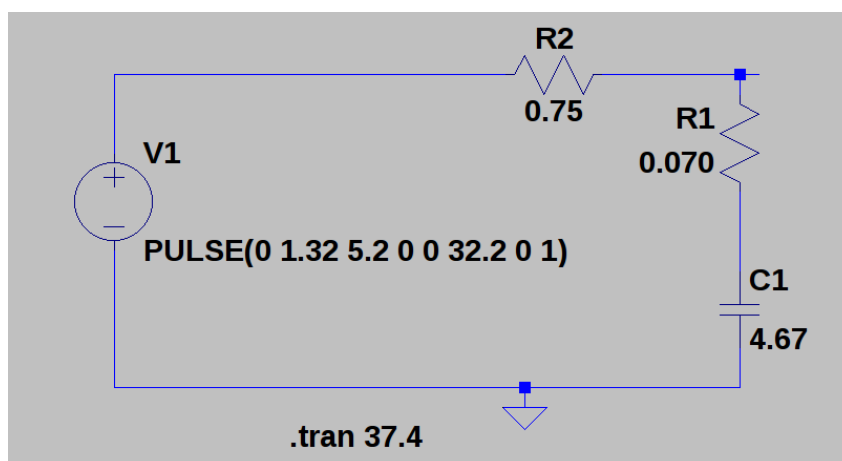 R2
0.75
R1
0.070
V1
PULSE(0 1.32 5.2 0 0 32.2 0 1)
C1
4.67
.tran 37.4